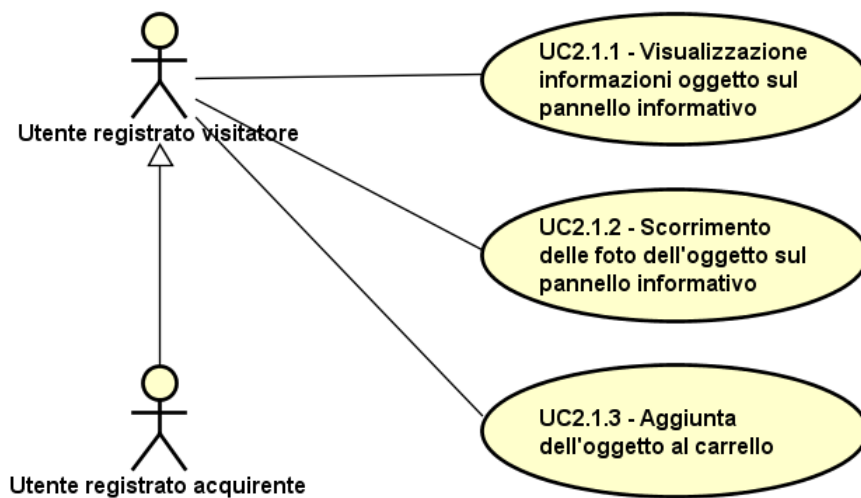 UC2.1.1 - Visualizzazione
informazioni oggetto sul
pannello informativo
Utente registrato visitatore
UC2.1.2 - Scorrimento
delle foto dell'oggetto sul
pannello informativo
UC2.1.3 - Aggiunta
dell'oggetto al carrello
Utente registrato acquirente